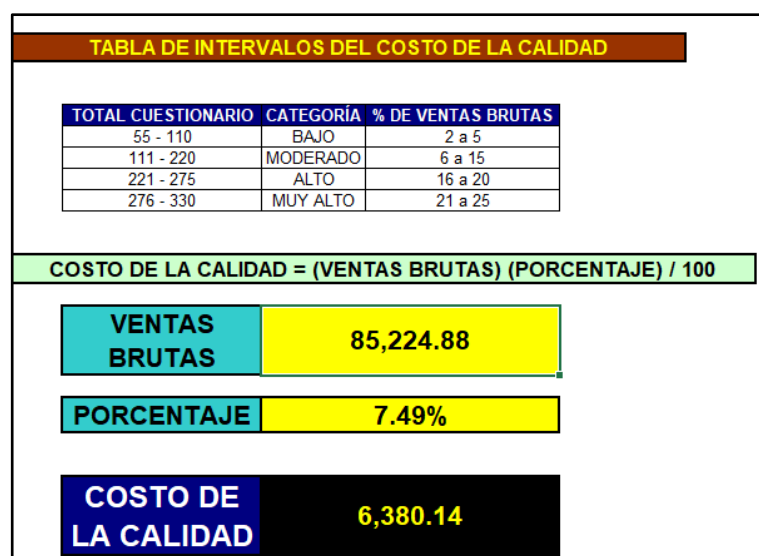 TABLA DE INTERVALOS DEL COSTO DE LA CALIDAD
TOTAL CUESTIONARIO CATEGORÍA % DE VENTAS BRUTAS
55 - 110 BAJO 2 a 5
111 - 220 MODERADO 6 a 15
221 - 275 ALTO 16 a 20
276 - 330 MUY ALTO 21 a 25
COSTO DE LA CALIDAD = (VENTAS BRUTAS) (PORCENTAJE) / 100
VENTAS
BRUTAS
85,224.88
PORCENTAJE 7.49%
COSTO DE
LA CALIDAD
6,380.14